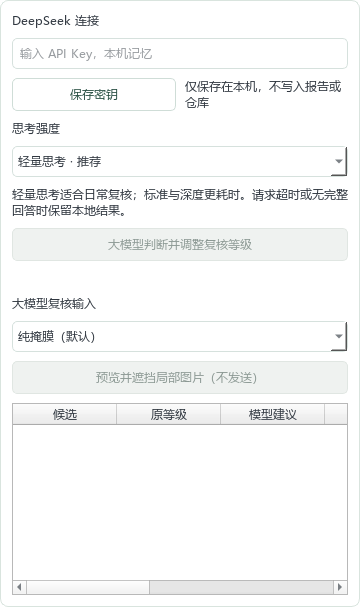 DeepSeek 连接
输入 API Key，本机记忆
保存密钥
仅保存在本机，不写入报告或
仓库
思考强度
轻量思考 · 推荐
轻量思考适合日常复核；标准与深度更耗时。请求超时或无完整
回答时保留本地结果。
大模型判断并调整复核等级
大模型复核输入
纯掩膜（默认）
预览并遮挡局部图片（不发送）
候选 原等级 模型建议